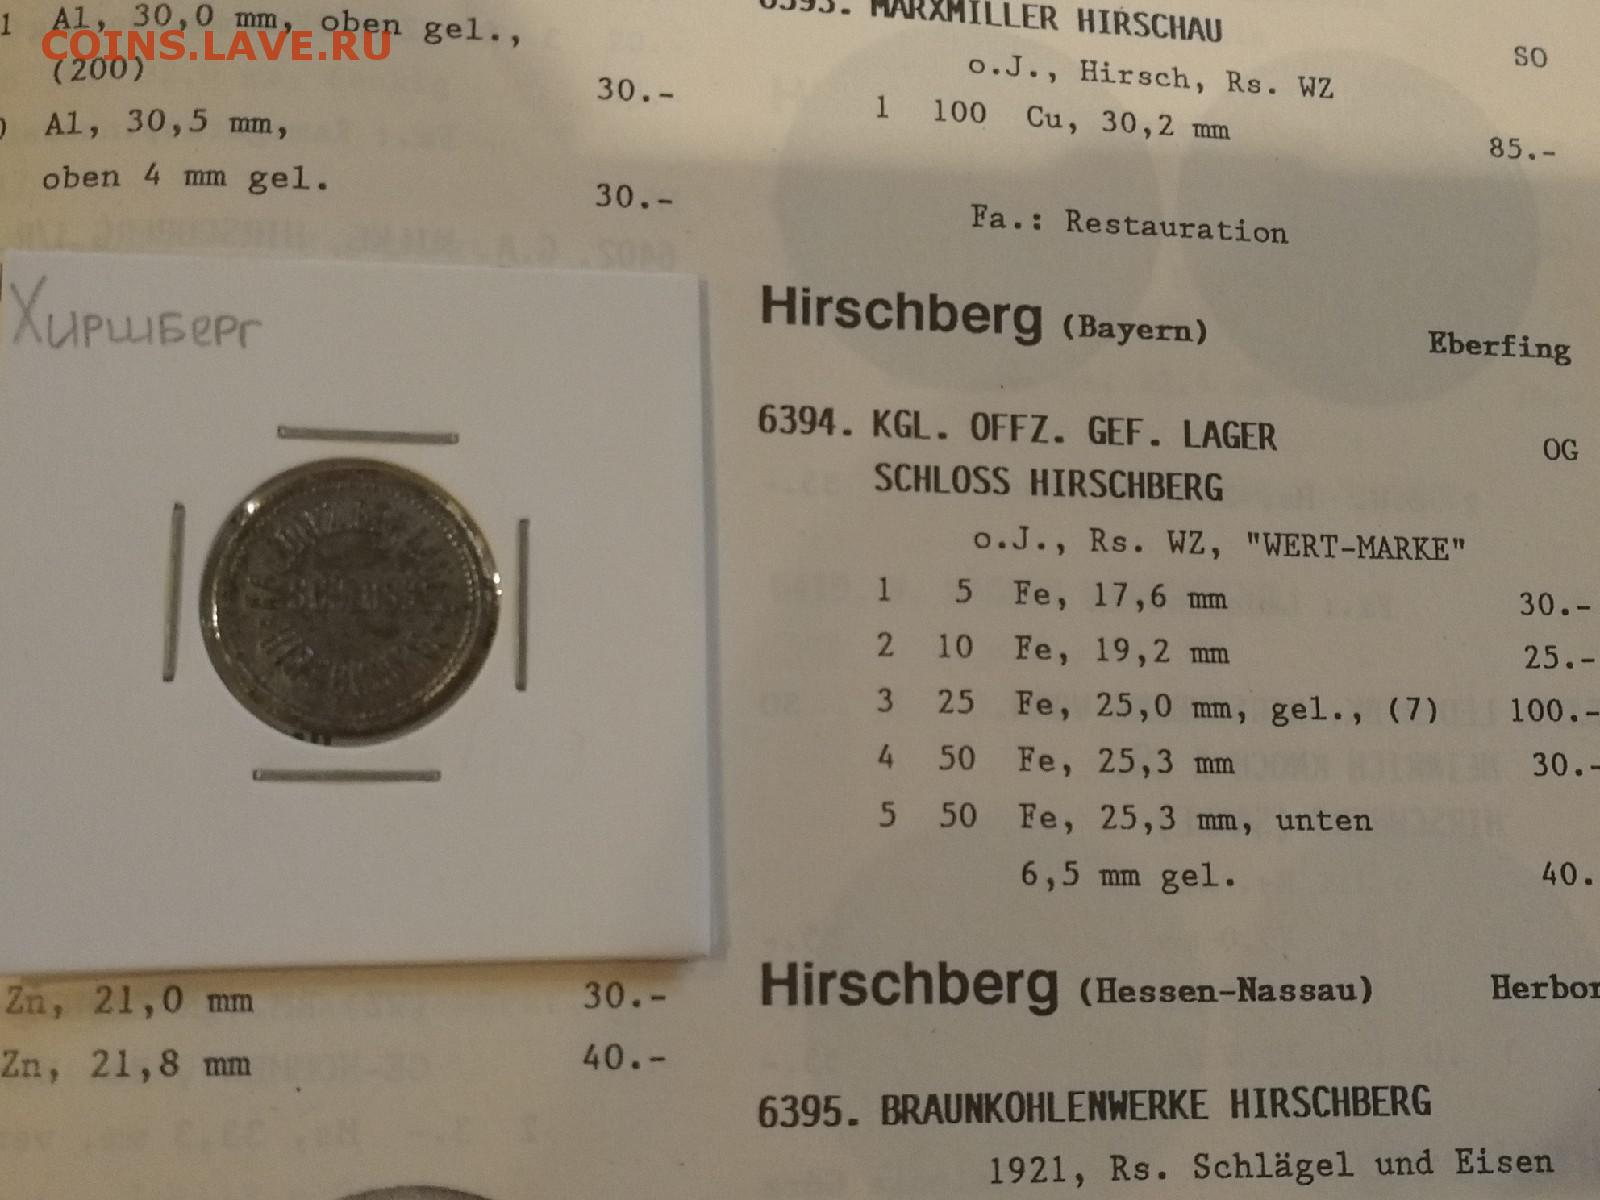 Al, 30,0 mm, oben gel.,
COINS.LAVE.RU
(200)
30.-
Al, 30,5 mm,
oben 4 mm gel.
30.-
Хиршберг
SCHLOSS
HIRSCHBERG
Zn, 21,0 mm
30.-
Zn, 21,8 mm
40.-
6393. MARXMILLER HIRSCHAU
SO
o.J., Hirsch, Rs. WZ
1 100 Cu, 30,2 mm
85.-
Fa.: Restauration
Hirschberg (Bayern) Eberfing
6394. KGL. OFFZ. GEF. LAGER OG
SCHLOSS HIRSCHBERG
o.J., Rs. WZ, "WERT-MARKE"
1 5 Fe, 17,6 mm 30.-
2 10 Fe, 19,2 mm 25.-
3 25 Fe, 25,0 mm, gel., (7) 100.-
4 50 Fe, 25,3 mm 30.-
5 50 Fe, 25,3 mm, unten
6,5 mm gel. 40.
Hirschberg (Hessen-Nassau) Herbor
6395. BRAUNKOHLENWERKE HIRSCHBERG
1921, Rs. Schlägel und Eisen